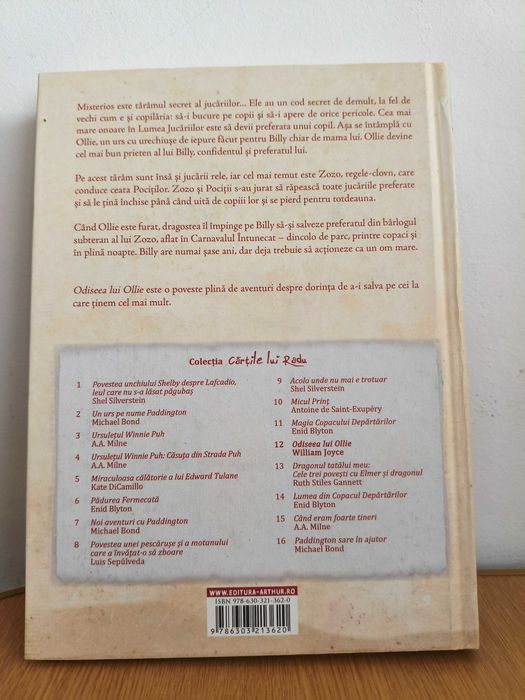 Misterios este tărâmul secret al jucăriilor... Ele au un cod secret de demult, la fel de
vechi cum e și copilăria: să-i bucure pe copii și să-i apere de orice pericole. Cea mai
mare onoare în Lumea Jucăriilor este să devii preferata unui copil. Așa se întâmplă cu
Ollie, un urs cu urechiușe de iepure făcut pentru Billy chiar de mama lui. Ollie devine
cel mai bun prieten al lui Billy, confidentul și preferatul lui.
Pe acest tărâm sunt însă și jucării rele, iar cel mai temut este Zozo, regele-clovn, care
conduce ceata Pociților. Zozo și Pociții s-au jurat să răpească toate jucăriile preferate
și să le țină închise până când uită de copiii lor și se pierd pentru totdeauna.
Când Ollie este furat, dragostea îl împinge pe Billy să-și salveze preferatul din bârlogul
subteran al lui Zozo, aflat în Carnavalul Întunecat – dincolo de parc, printre copaci și
în plină noapte. Billy are numai șase ani, dar deja trebuie să acționeze ca un om mare.
Odiseea lui Ollie este o poveste plină de aventuri despre dorința de a-i salva pe cei la
care ținem cel mai mult.
Colecția Cărțile lui Radu
1 Povestea unchiului Shelby despre Lafcadio,
leul care nu s-a lăsat păgubaș
Shel Silverstein
2 Un urs pe nume Paddington
Michael Bond
3 Ursulețul Winnie Puh
A.A. Milne
4 Ursulețul Winnie Puh: Căsuța din Strada Puh
A.A. Milne
5 Miraculoasa călătorie a lui Edward Tulane
Kate DiCamillo
6 Pădurea Fermecată
Enid Blyton
7 Noi aventuri cu Paddington
Michael Bond
8 Povestea unei pescărușe și a motanului
care a învățat-o să zboare
Luis Sepúlveda
9 Acolo unde nu mai e trotuar
Shel Silverstein
10 Micul Prinț
Antoine de Saint-Exupéry
11 Magia Copacului Depărtărilor
Enid Blyton
12 Odiseea lui Ollie
William Joyce
13 Dragonul tatălui meu:
Cele trei povești cu Elmer și dragonul
Ruth Stiles Gannett
14 Lumea din Copacul Depărtărilor
Enid Blyton
15 Când eram foarte tineri
A.A. Milne
16 Paddington sare în ajutor
Michael Bond
WWW.EDITURA-ARTHUR.RO
ISBN 978-630-321-362-0
9 786303 213620